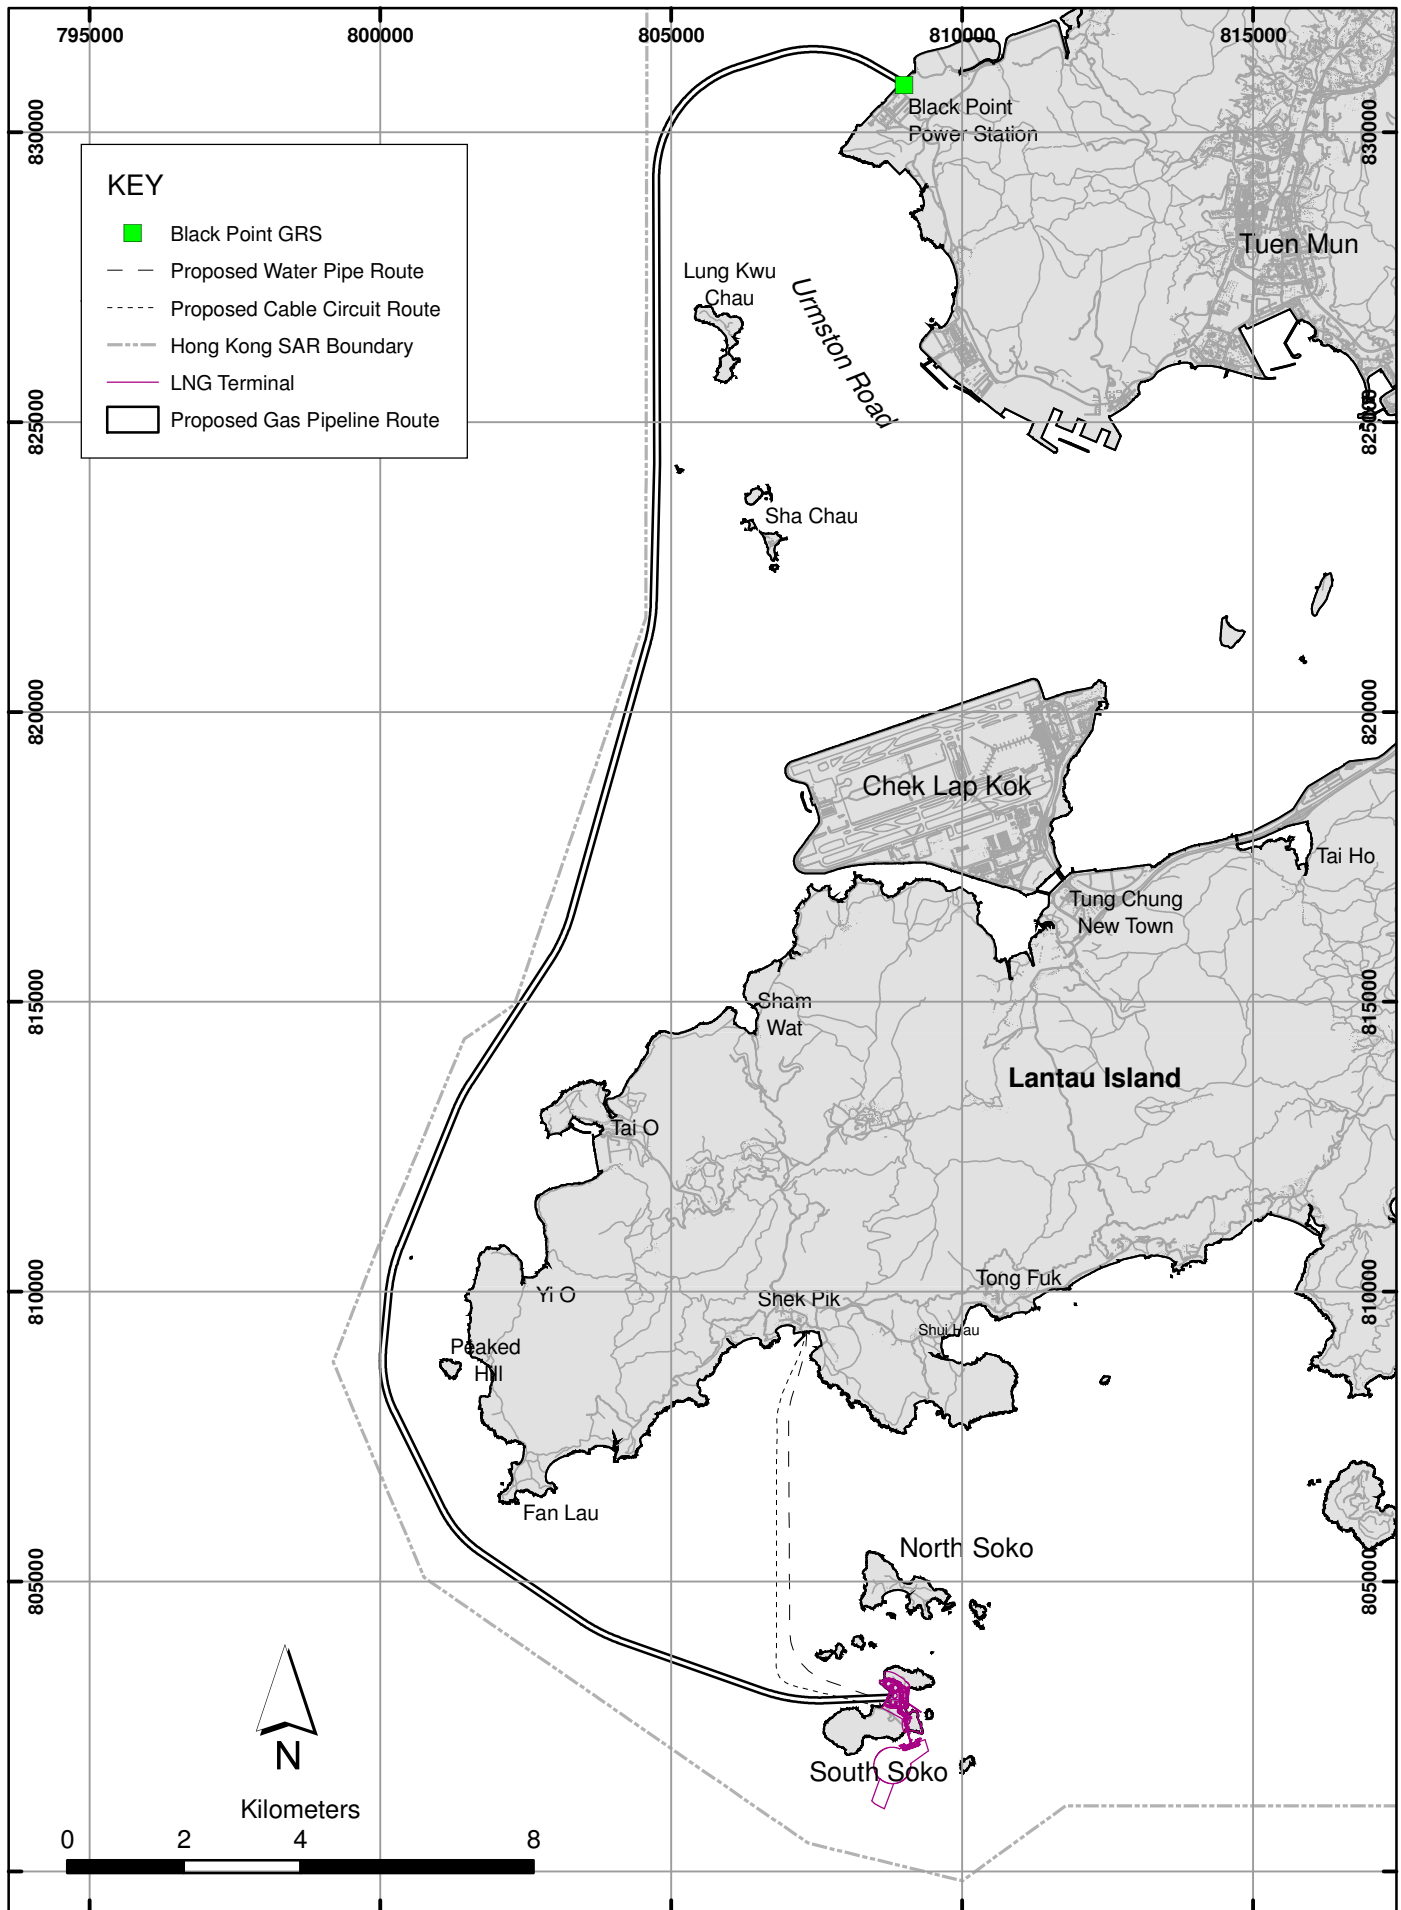 795000
800000
805000
810000
815000
830000
830000
Black Point
Power Station
KEY
Black Point GRS
Proposed Water Pipe Route
Proposed Cable Circuit Route
Hong Kong SAR Boundary
LNG Terminal
Proposed Gas Pipeline Route
Tuen Mun
Lung Kwu
Chau
Urmston Road
825000
825000
Sha Chau
820000
820000
Chek Lap Kok
Tai Ho
Tung Chung
New Town
815000
815000
Sham
Wat
Lantau Island
Tai O
810000
810000
Tong Fuk
Yi O
Shek Pik
Shui Hau
Peaked
Hill
Fan Lau
North Soko
805000
805000
South Soko
N
Kilometers
0 2 4 8